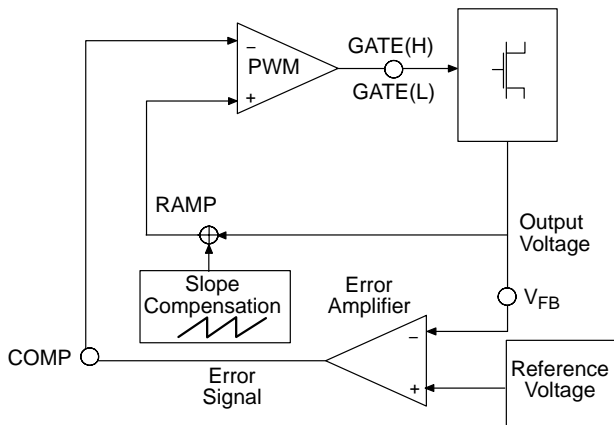 GATE(H)
−
PWM
+
GATE(L)
RAMP
Output
Voltage
Slope
Compensation
Error
Amplifier
VFB
−
COMP
Error
Signal
+
Reference
Voltage